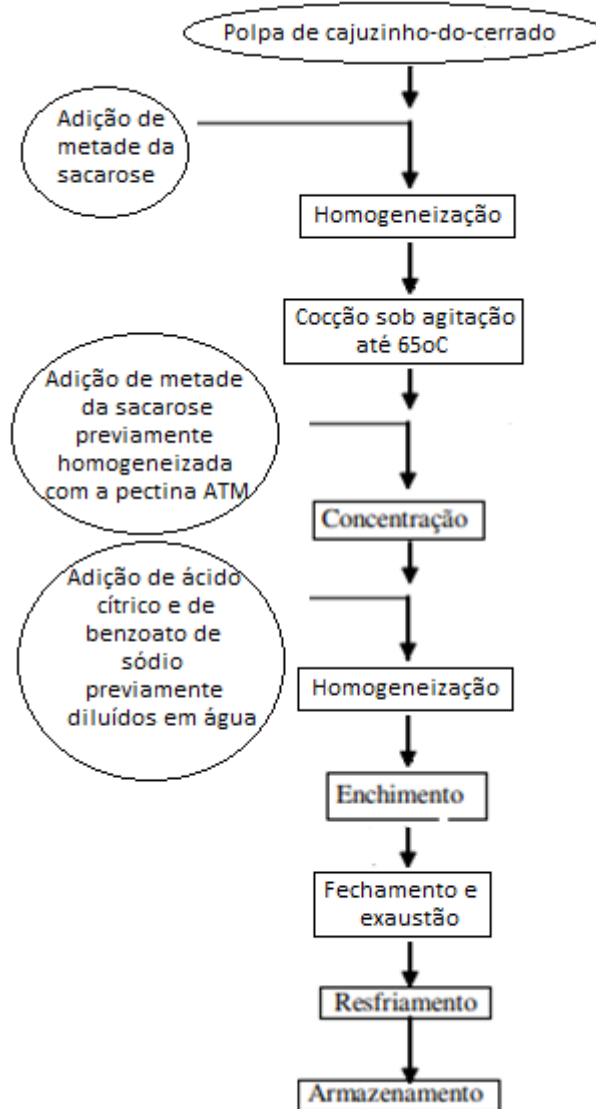 Polpa de cajuzinho-do-cerrado
Adição de
metade da
sacarose
Homogeneização
Cocção sob agitação
até 65oC
Adição de metade
da sacarose
previamente
homogeneizada
com a pectina ATM
Concentração
Adição de ácido
cítrico e de
benzoato de
sódio
previamente
diluídos em água
Homogeneização
Enchimento
Fechamento e
exaustão
Resfriamento
Armazenamento